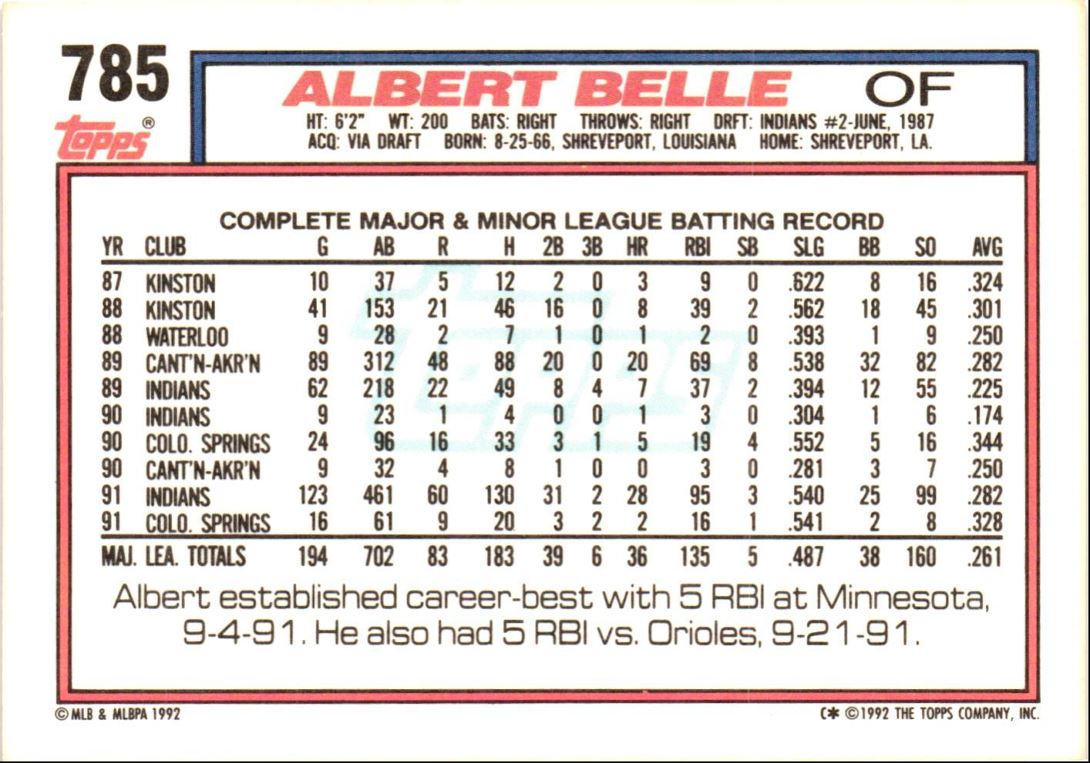 785
ALBERT BELLE OF
topps®
HT: 6'2" WT: 200 BATS: RIGHT THROWS: RIGHT DRFT: INDIANS #2-JUNE, 1987
ACQ: VIA DRAFT BORN: 8-25-66, SHREVEPORT, LOUISIANA HOME: SHREVEPORT, LA.
COMPLETE MAJOR & MINOR LEAGUE BATTING RECORD
YR CLUB G AB R H 2B 3B HR RBI SB SLG BB SO AVG
87 KINSTON 10 37 5 12 2 0 3 9 0 .622 8 16 .324
88 KINSTON 41 153 21 46 16 0 8 39 2 .562 18 45 .301
88 WATERLOO 9 28 2 7 1 0 1 2 0 .393 1 9 .250
89 CANT'N-AKR'N 89 312 48 88 20 0 20 69 8 .538 32 82 .282
89 INDIANS 62 218 22 49 8 4 7 37 2 .394 12 55 .225
90 INDIANS 9 23 1 4 0 0 1 3 0 .304 1 6 .174
90 COLO. SPRINGS 24 96 16 33 3 1 5 19 4 .552 5 16 .344
90 CANT'N-AKR'N 9 32 4 8 1 0 0 3 0 .281 3 7 .250
91 INDIANS 123 461 60 130 31 2 28 95 3 .540 25 99 .282
91 COLO. SPRINGS 16 61 9 20 3 2 2 16 1 .541 2 8 .328
MAJ. LEA. TOTALS 194 702 83 183 39 6 36 135 5 .487 38 160 .261
topps
Albert established career-best with 5 RBI at Minnesota,
9-4-91. He also had 5 RBI vs. Orioles, 9-21-91.
© MLB & MLBPA 1992
C* ©1992 THE TOPPS COMPANY, INC.